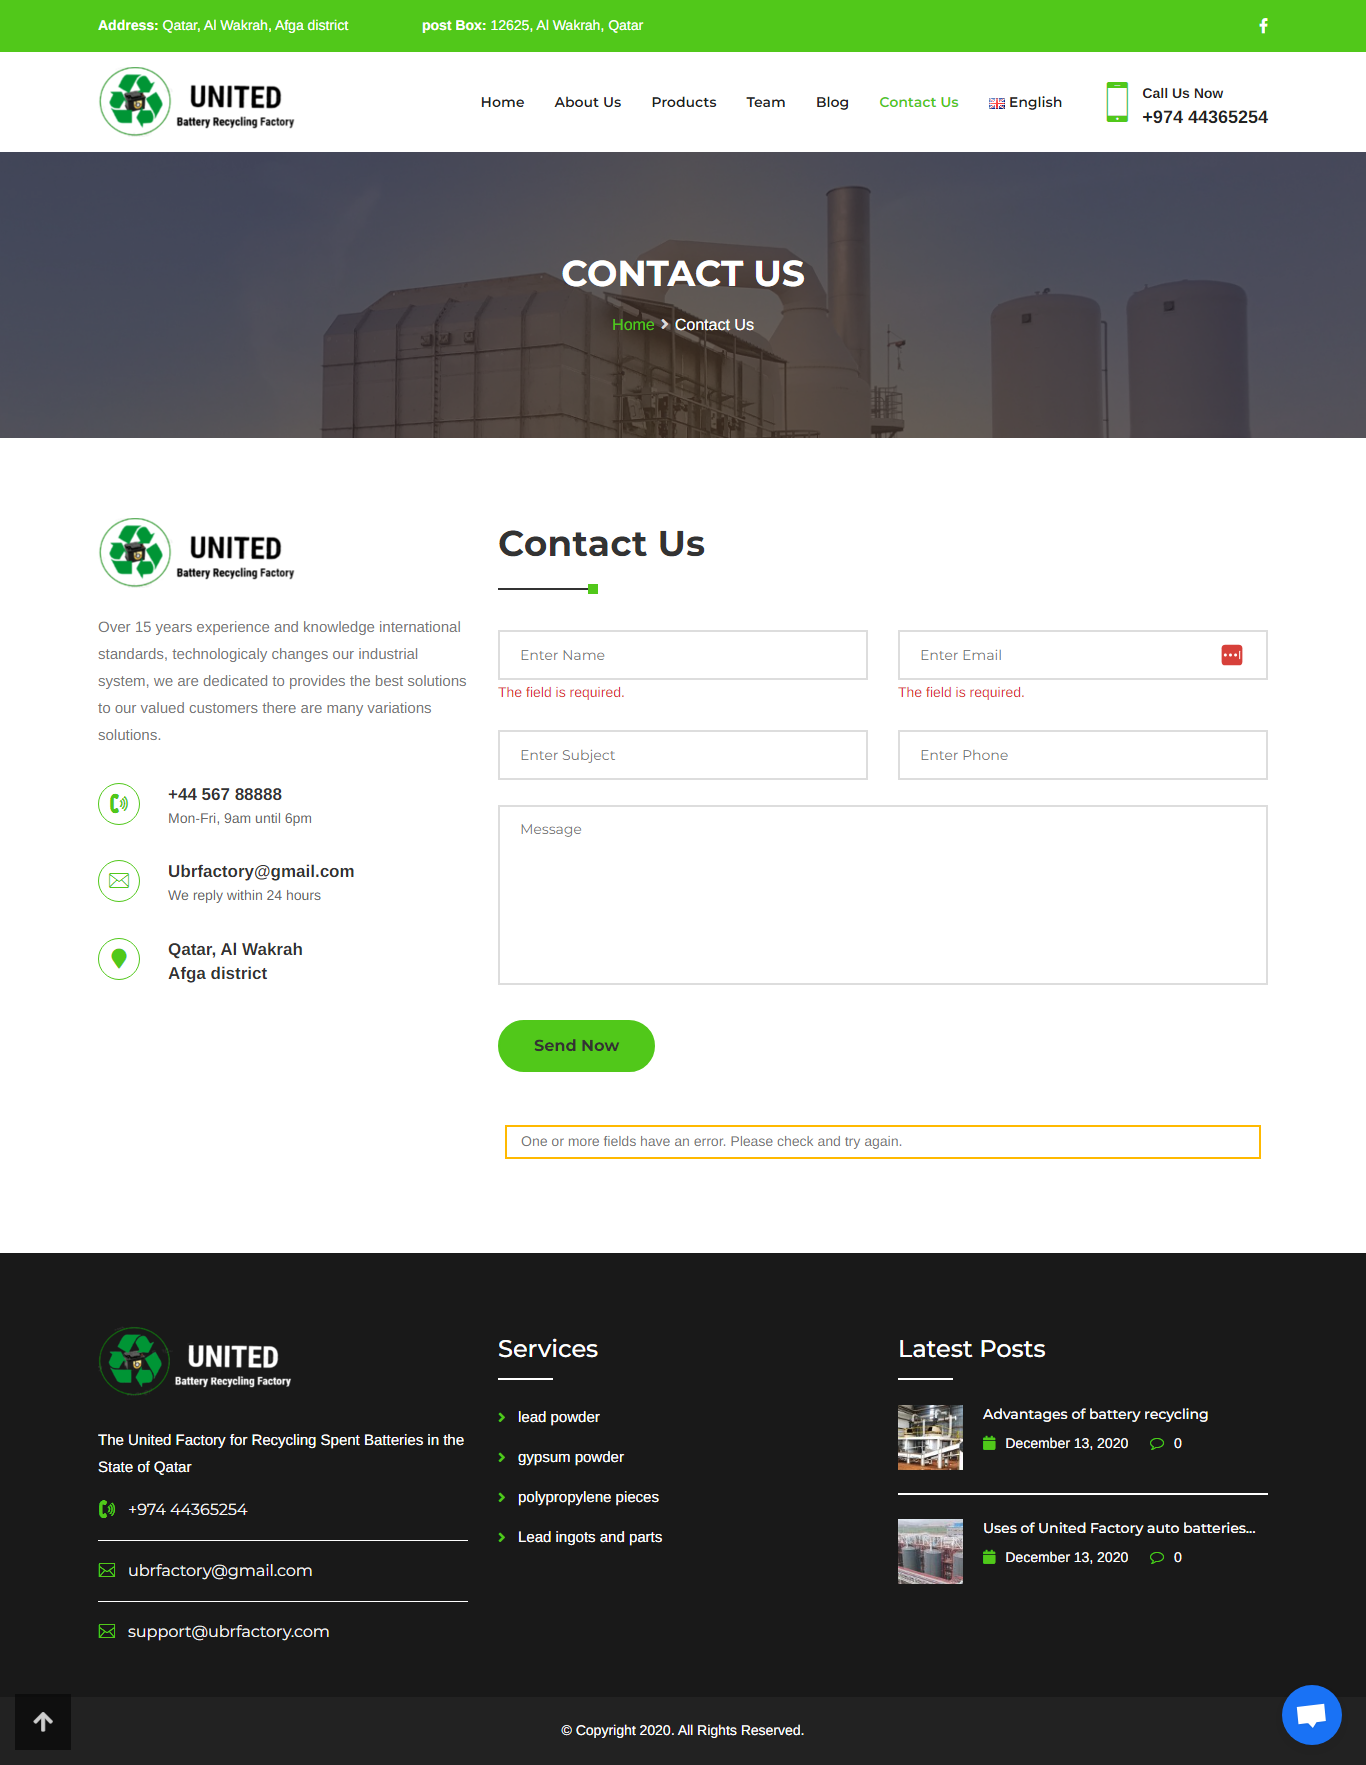 Address: Qatar, Al Wakrah, Afga district
post Box: 12625, Al Wakrah, Qatar
UNITED
Battery Recycling Factory
Home
About Us
Products
Team
Blog
Contact Us
English
Call Us Now
+974 44365254
CONTACT US
Home
Contact Us
UNITED
Battery Recycling Factory
Over 15 years experience and knowledge international
standards, technologicaly changes our industrial
system, we are dedicated to provides the best solutions
to our valued customers there are many variations
solutions.
+44 567 88888
Mon-Fri, 9am until 6pm
Ubrfactory@gmail.com
We reply within 24 hours
Qatar, Al Wakrah
Afga district
Contact Us
Enter Name
The field is required.
Enter Email
The field is required.
Enter Subject
Enter Phone
Message
Send Now
One or more fields have an error. Please check and try again.
UNITED
Battery Recycling Factory
The United Factory for Recycling Spent Batteries in the
State of Qatar
+974 44365254
ubrfactory@gmail.com
support@ubrfactory.com
Services
lead powder
gypsum powder
polypropylene pieces
Lead ingots and parts
Latest Posts
Advantages of battery recycling
December 13, 2020 0
Uses of United Factory auto batteries...
December 13, 2020 0
© Copyright 2020. All Rights Reserved.